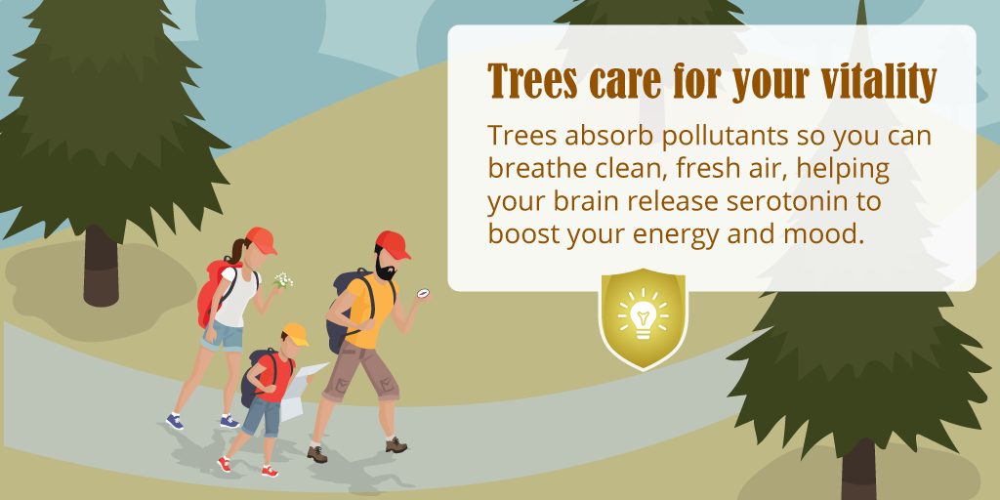 Trees care for your vitality
Trees absorb pollutants so you can
breathe clean, fresh air, helping
your brain release serotonin to
boost your energy and mood.